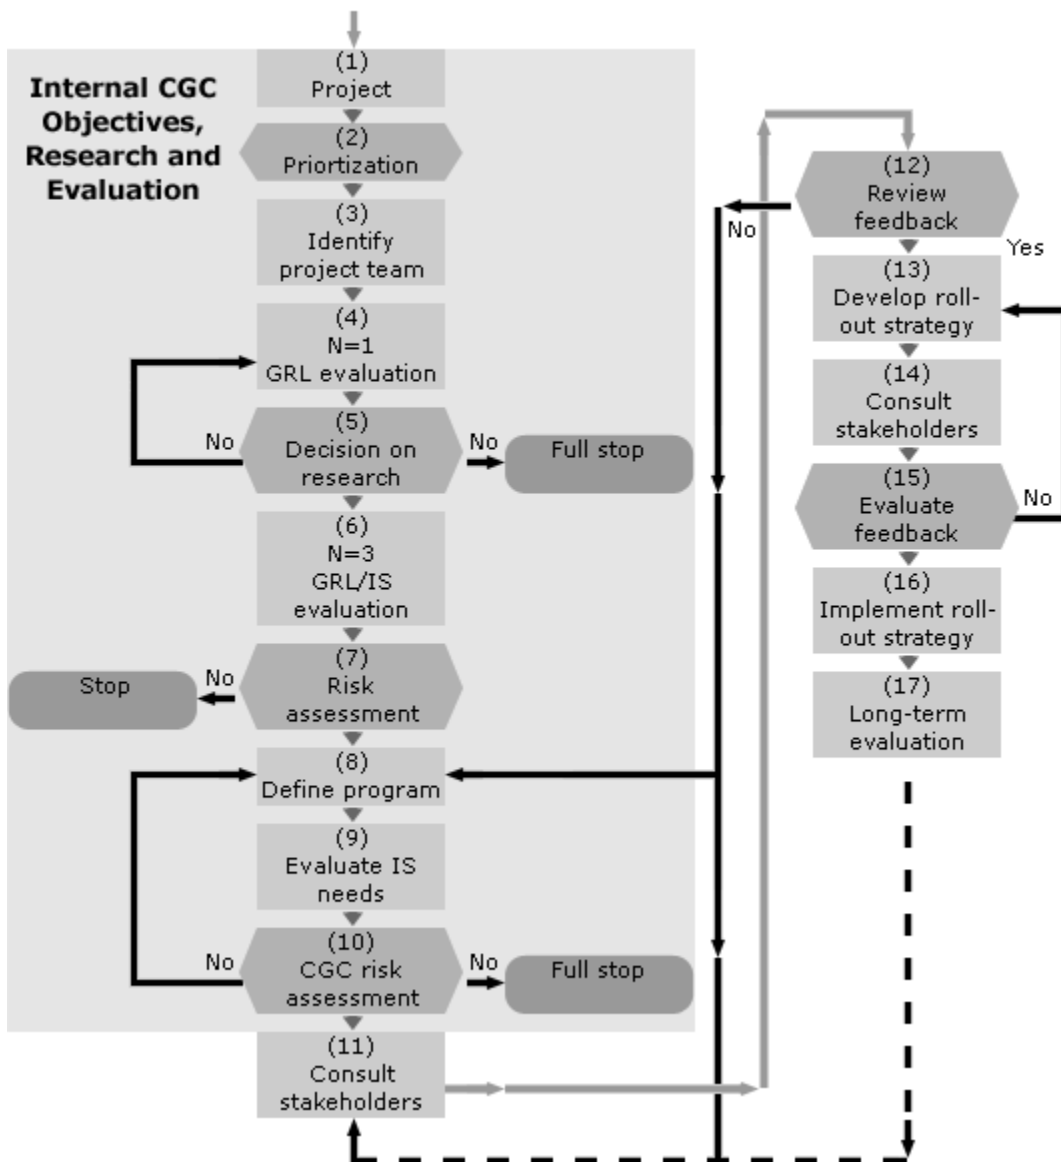 Internal CGC
Objectives,
Research and
Evaluation
(1)
Project
(2)
Priortization
(3)
Identify
project team
(4)
N=1
GRL evaluation
(5)
Decision on
research
No
No
Full stop
(6)
N=3
GRL/IS
evaluation
(7)
Risk
assessment
No
Stop
(8)
Define program
(9)
Evaluate IS
needs
(10)
CGC risk
assessment
No
No
Full stop
(11)
Consult
stakeholders
(12)
Review
feedback
No
Yes
(13)
Develop roll-
out strategy
(14)
Consult
stakeholders
(15)
Evaluate
feedback
No
(16)
Implement roll-
out strategy
(17)
Long-term
evaluation